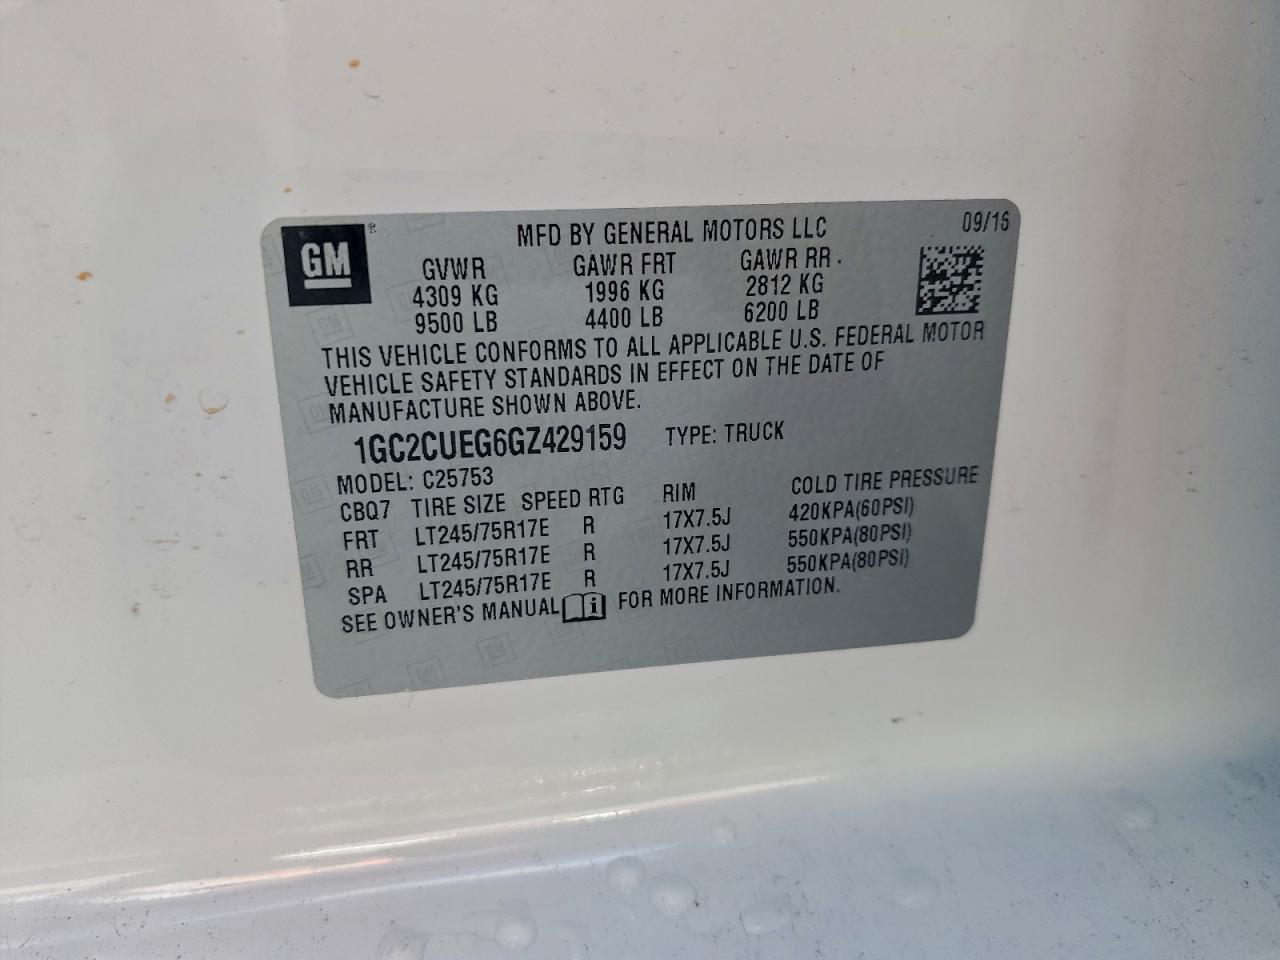 GM ®
MFD BY GENERAL MOTORS LLC 09/16
GVWR GAWR FRT GAWR RR .
4309 KG 1996 KG 2812 KG
9500 LB 4400 LB 6200 LB
THIS VEHICLE CONFORMS TO ALL APPLICABLE U.S. FEDERAL MOTOR
VEHICLE SAFETY STANDARDS IN EFFECT ON THE DATE OF
MANUFACTURE SHOWN ABOVE.
1GC2CUEG6GZ429159 TYPE: TRUCK
MODEL: C25753
CBQ7 TIRE SIZE SPEED RTG RIM COLD TIRE PRESSURE
FRT LT245/75R17E R 17X7.5J 420KPA(60PSI)
RR LT245/75R17E R 17X7.5J 550KPA(80PSI)
SPA LT245/75R17E R 17X7.5J 550KPA(80PSI)
SEE OWNER'S MANUAL i FOR MORE INFORMATION.